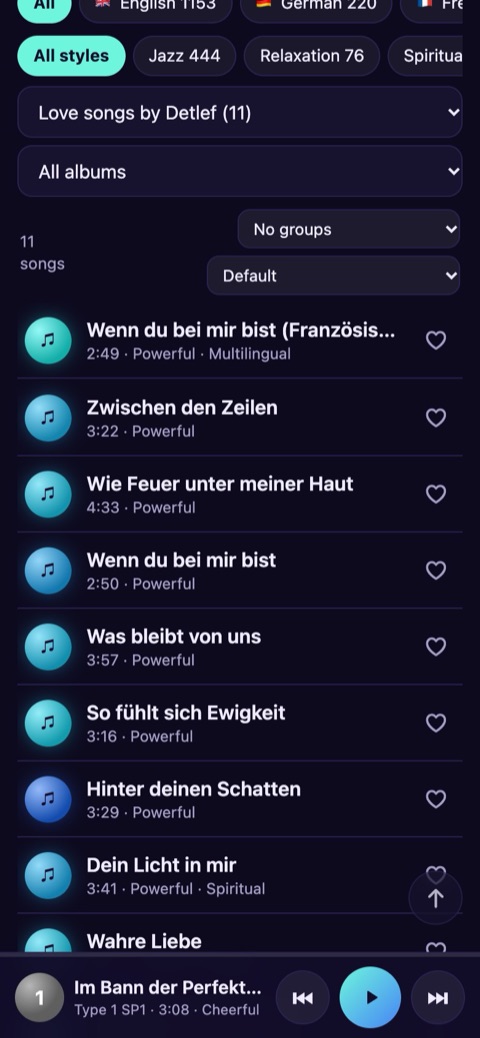 All
English 1153
German 220
Fre
All styles
Jazz 444
Relaxation 76
Spiritua
Love songs by Detlef (11)
All albums
11
songs
No groups
Default
Wenn du bei mir bist (Französis...
2:49 · Powerful · Multilingual
Zwischen den Zeilen
3:22 · Powerful
Wie Feuer unter meiner Haut
4:33 · Powerful
Wenn du bei mir bist
2:50 · Powerful
Was bleibt von uns
3:57 · Powerful
So fühlt sich Ewigkeit
3:16 · Powerful
Hinter deinen Schatten
3:29 · Powerful
Dein Licht in mir
3:41 · Powerful · Spiritual
Wahre Liebe
1
Im Bann der Perfekt...
Type 1 SP1 · 3:08 · Cheerful